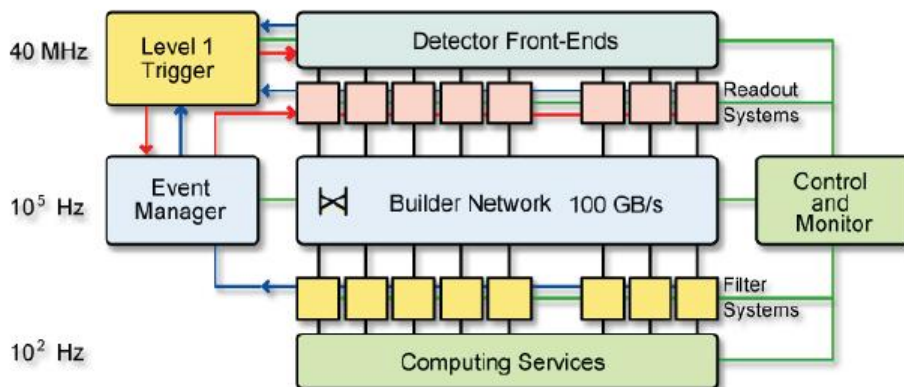 40 MHz
Level 1
Trigger
Detector Front-Ends
Readout
Systems
10⁵ Hz
Event
Manager
Builder Network 100 GB/s
Control
and
Monitor
Filter
Systems
10² Hz
Computing Services